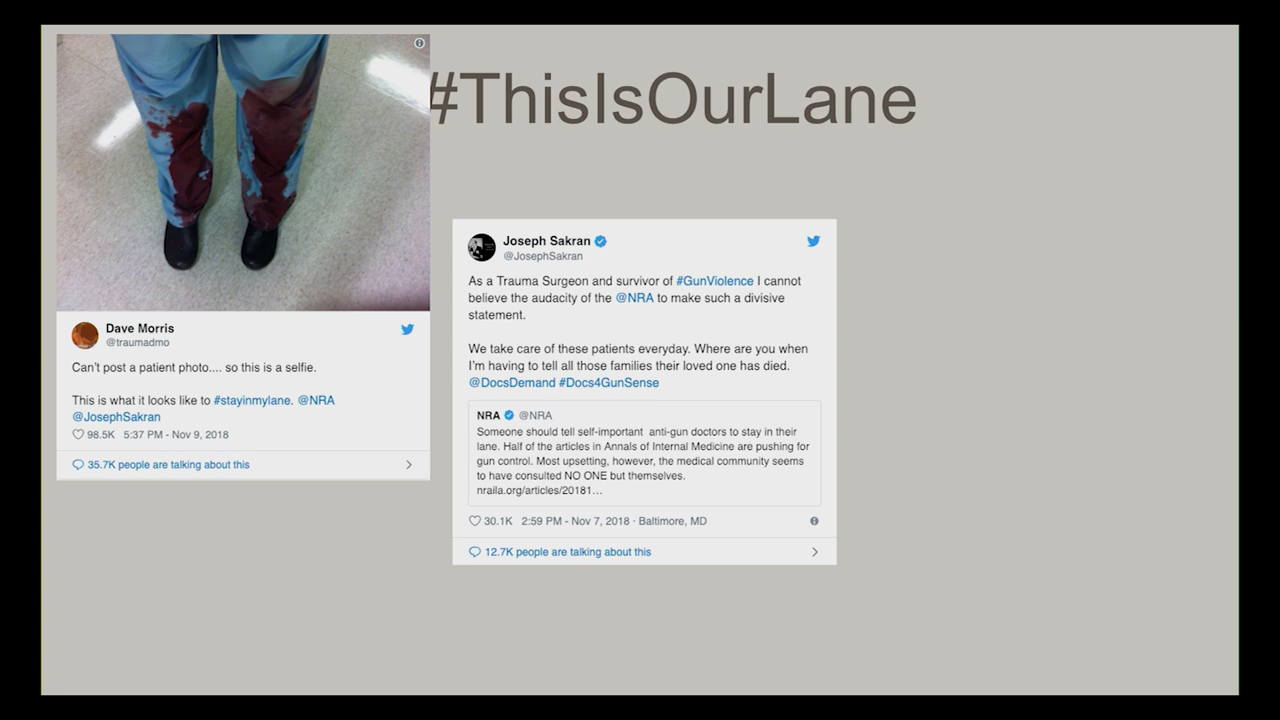 #ThisIsOurLane
Dave Morris
@traumadmo
Can't post a patient photo.... so this is a selfie.
This is what it looks like to #stayinmylane. @NRA
@JosephSakran
98.5K 5:37 PM - Nov 9, 2018
35.7K people are talking about this
Joseph Sakran
@JosephSakran
As a Trauma Surgeon and survivor of #GunViolence I cannot
believe the audacity of the @NRA to make such a divisive
statement.
We take care of these patients everyday. Where are you when
I'm having to tell all those families their loved one has died.
@DocsDemand #Docs4GunSense
NRA @NRA
Someone should tell self-important anti-gun doctors to stay in their
lane. Half of the articles in Annals of Internal Medicine are pushing for
gun control. Most upsetting, however, the medical community seems
to have consulted NO ONE but themselves.
nraila.org/articles/20181…
30.1K 2:59 PM - Nov 7, 2018 · Baltimore, MD
12.7K people are talking about this